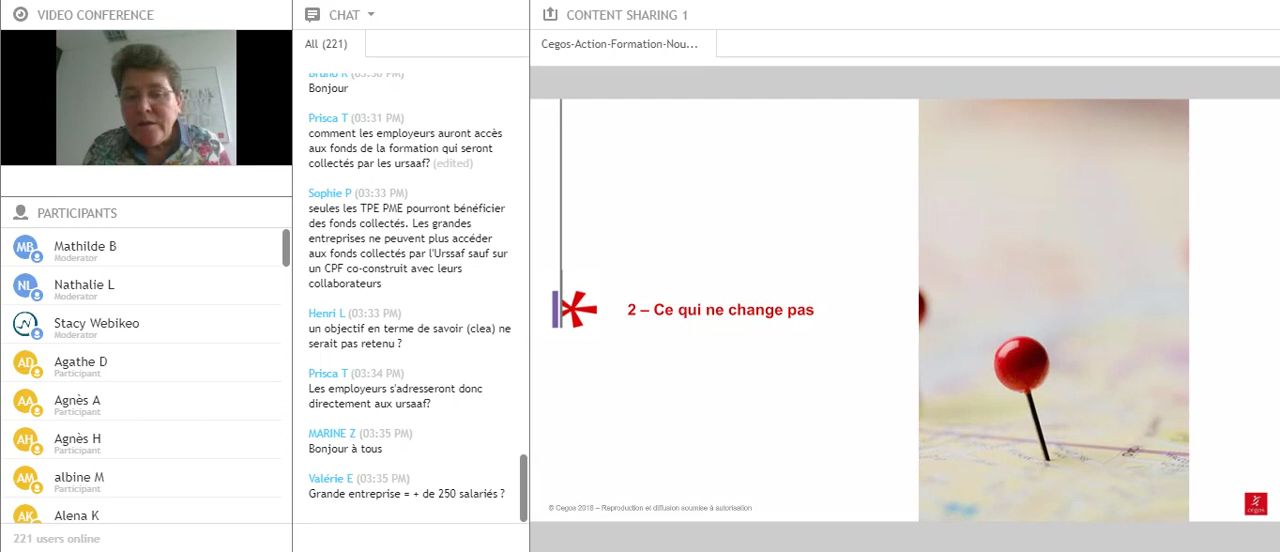 VIDEO CONFERENCE
PARTICIPANTS
MB
Mathilde B
Moderator
NL
Nathalie L
Moderator
Stacy Webikeo
Moderator
AD
Agathe D
Participant
AA
Agnès A
Participant
AH
Agnès H
Participant
AM
albine M
Participant
AK
Alena K
221 users online
CHAT
All (221)
Bruno R (03:30 PM)
Bonjour
Prisca T (03:31 PM)
comment les employeurs auront accès
aux fonds de la formation qui seront
collectés par les ursaaf? (edited)
Sophie P (03:33 PM)
seules les TPE PME pourront bénéficier
des fonds collectés. Les grandes
entreprises ne peuvent plus accéder
aux fonds collectés par l'Urssaf sauf sur
un CPF co-construit avec leurs
collaborateurs
Henri L (03:33 PM)
un objectif en terme de savoir (clea) ne
serait pas retenu ?
Prisca T (03:34 PM)
Les employeurs s'adresseront donc
directement aux ursaaf?
MARINE Z (03:35 PM)
Bonjour à tous
Valérie E (03:35 PM)
Grande entreprise = + de 250 salariés ?
CONTENT SHARING 1
Cegos-Action-Formation-Nou...
2 – Ce qui ne change pas
© Cegos 2018 – Reproduction et diffusion soumise à autorisation
cegos